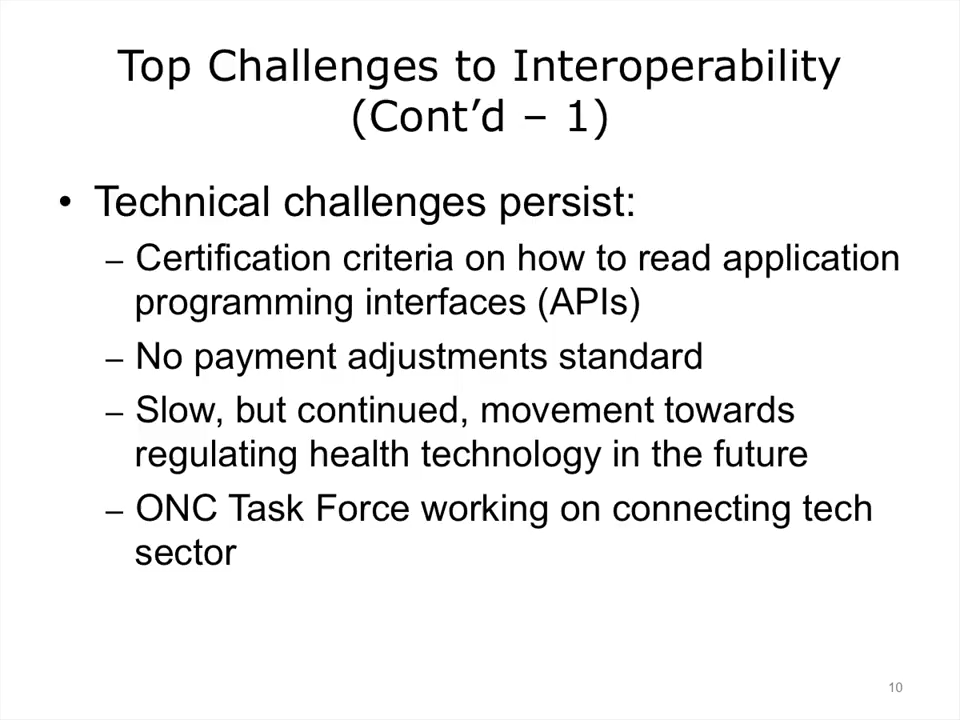 Top Challenges to Interoperability
(Cont’d – 1)
• Technical challenges persist:
– Certification criteria on how to read application
programming interfaces (APIs)
– No payment adjustments standard
– Slow, but continued, movement towards
regulating health technology in the future
– ONC Task Force working on connecting tech
sector
10